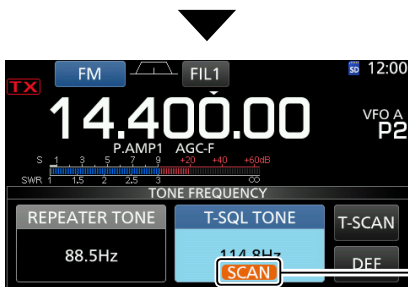 FM FIL1 SD 12:00
TX
14.400.00
VFO A
P2
P.AMP1 AGC-F
S 1 3 5 7 9 +20 +40 +60dB
SWR 1 1.5 2 2.5 3 ∞
TONE FREQUENCY
REPEATER TONE T-SQL TONE T-SCAN
88.5Hz 114.8Hz DEF
SCAN